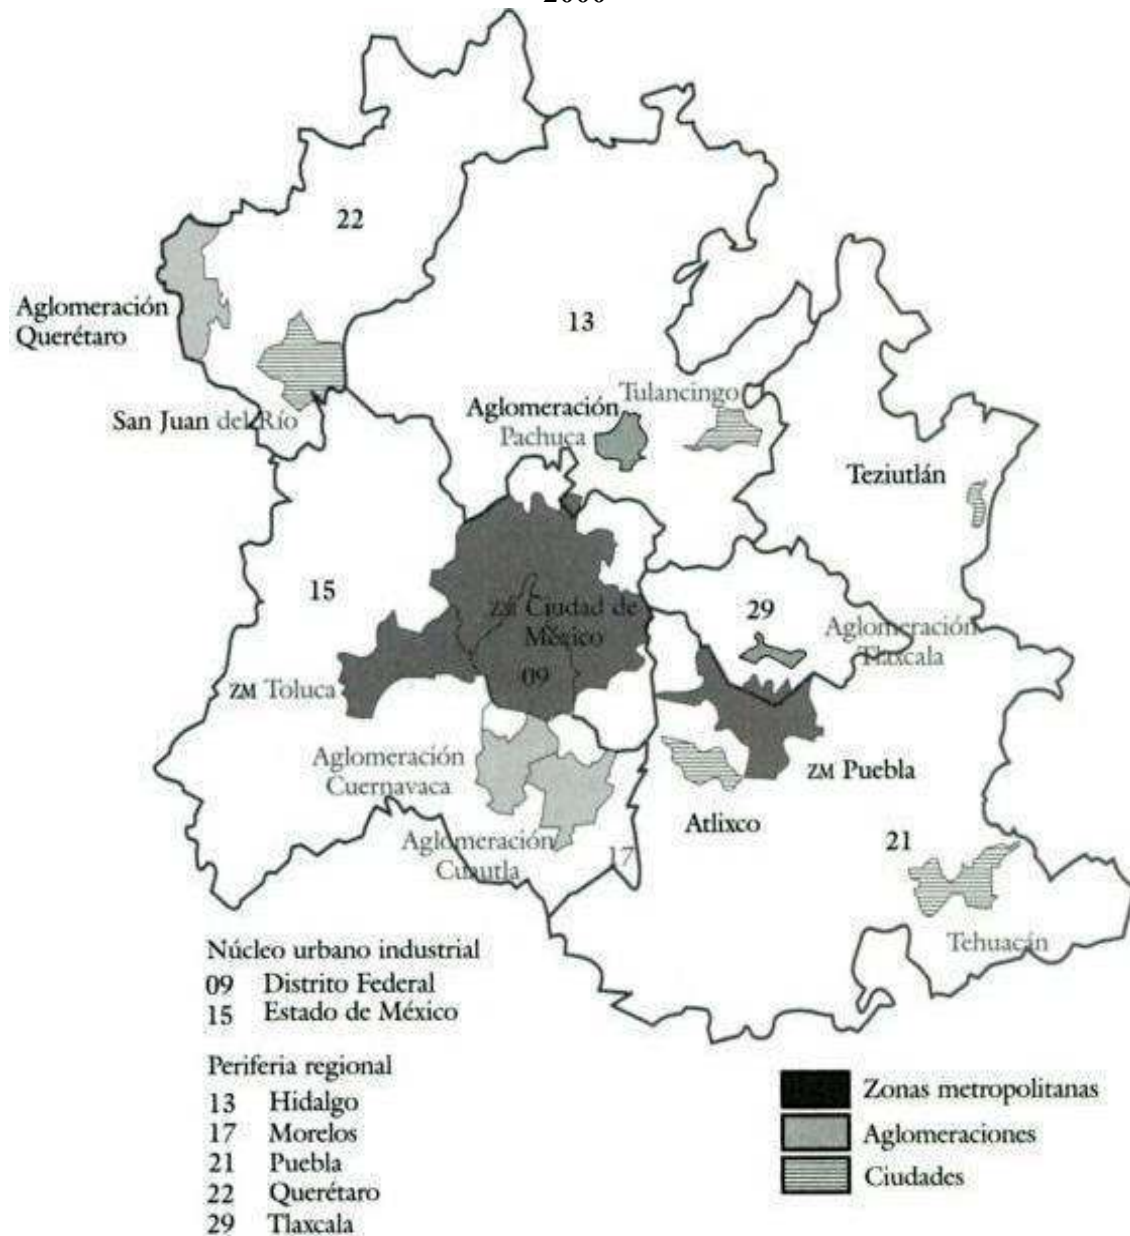 2000
22
Aglomeración
Querétaro
13
San Juan del Río
Aglomeración
Pachuca
Tulancingo
Teziutlán
15
ZM Ciudad de
México
09
29
Aglomeración
Tlaxcala
ZM Toluca
Aglomeración
Cuernavaca
ZM Puebla
Atlixco
Aglomeración
Cuautla
17
21
Tehuacán
Núcleo urbano industrial
09 Distrito Federal
15 Estado de México
Periferia regional
13 Hidalgo
17 Morelos
21 Puebla
22 Querétaro
29 Tlaxcala
Zonas metropolitanas
Aglomeraciones
Ciudades